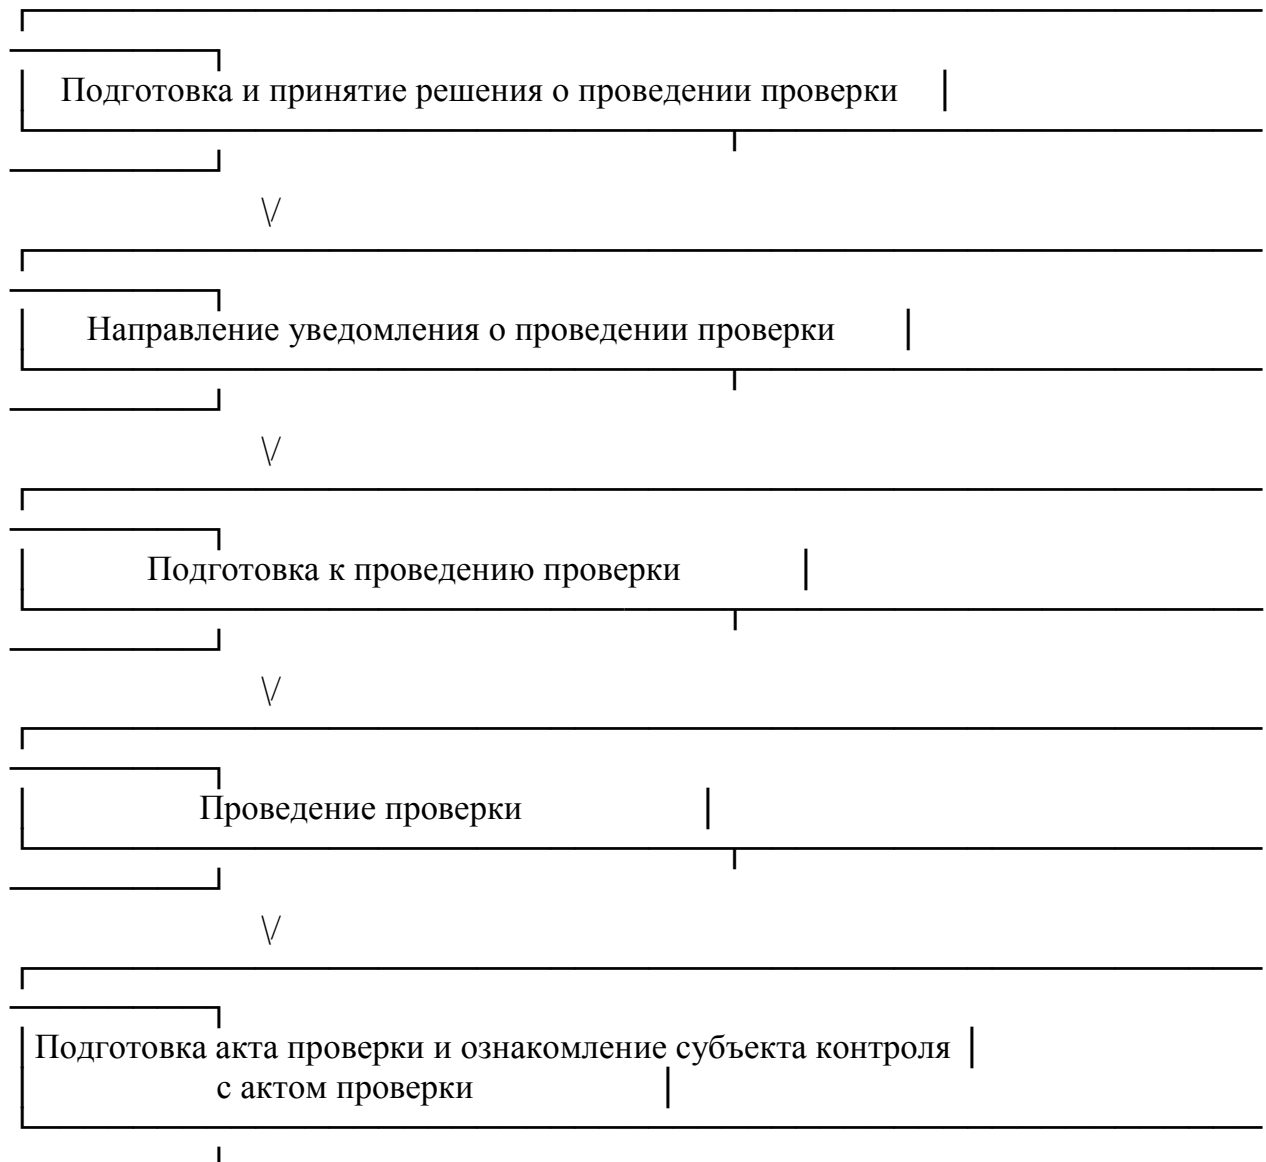 Подготовка и принятие решения о проведении проверки
\/
Направление уведомления о проведении проверки
\/
Подготовка к проведению проверки
\/
Проведение проверки
\/
Подготовка акта проверки и ознакомление субъекта контроля
с актом проверки